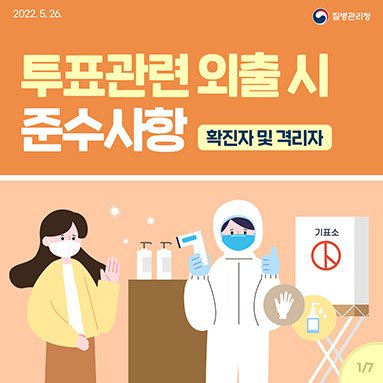 2022. 5. 26.
질병관리청
투표관련 외출 시
준수사항
확진자 및 격리자
기표소
1/7